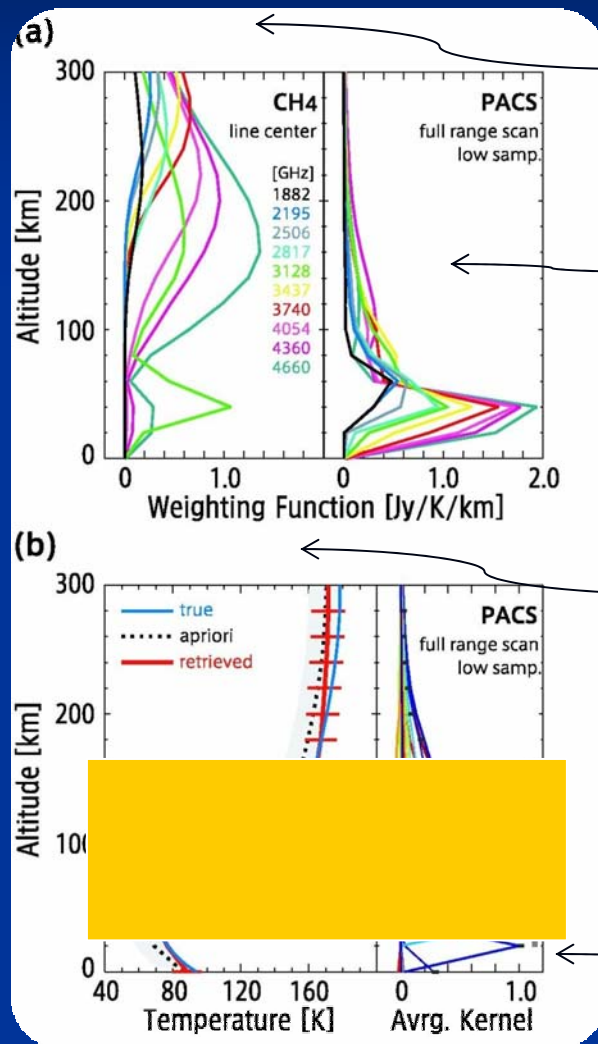 (a)
300
CH4
PACS
line center
full range scan
low samp.
[GHz]
1882
200
2195
2506
2817
3128
3437
3740
100
4054
4360
4660
0
Altitude [km]
0
1.0
0
1.0
2.0
Weighting Function [Jy/K/km]
(b)
300
true
PACS
apriori
full range scan
retrieved
low samp.
200
Altitude [km]
0
40
80
120
160
0
1.0
Temperature [K]
Avrg. Kernel